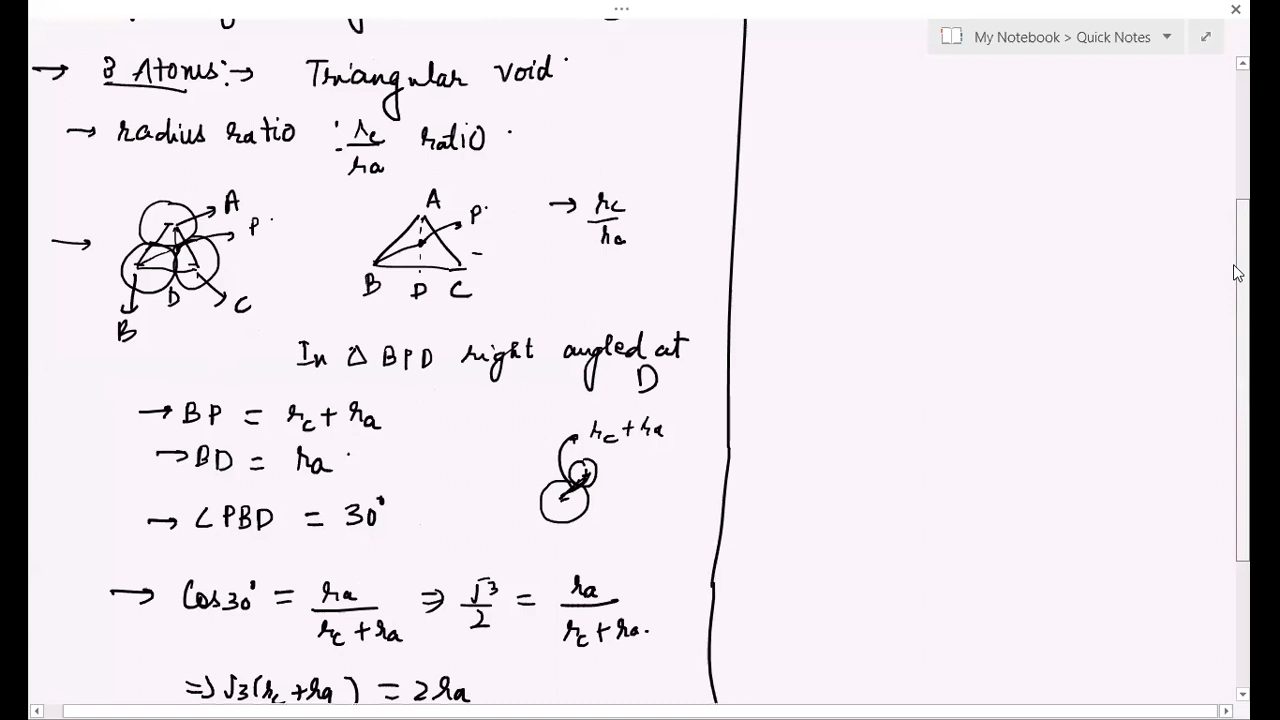 My Notebook > Quick Notes
→ 3 Atoms:→ Triangular void
→ radius ratio :- rc/ra ratio
A
P
B
D
C
A
P
B
D
C
→ rc/ra
In △ BPD right angled at
D
→ BP = rc + ra
rc + ra
→ BD = ra
→ ∠PBD = 30°
→ Cos30° = ra/(rc + ra) ⇒ √3/2 = ra/(rc + ra)
⇒ √3(rc + ra) = 2ra